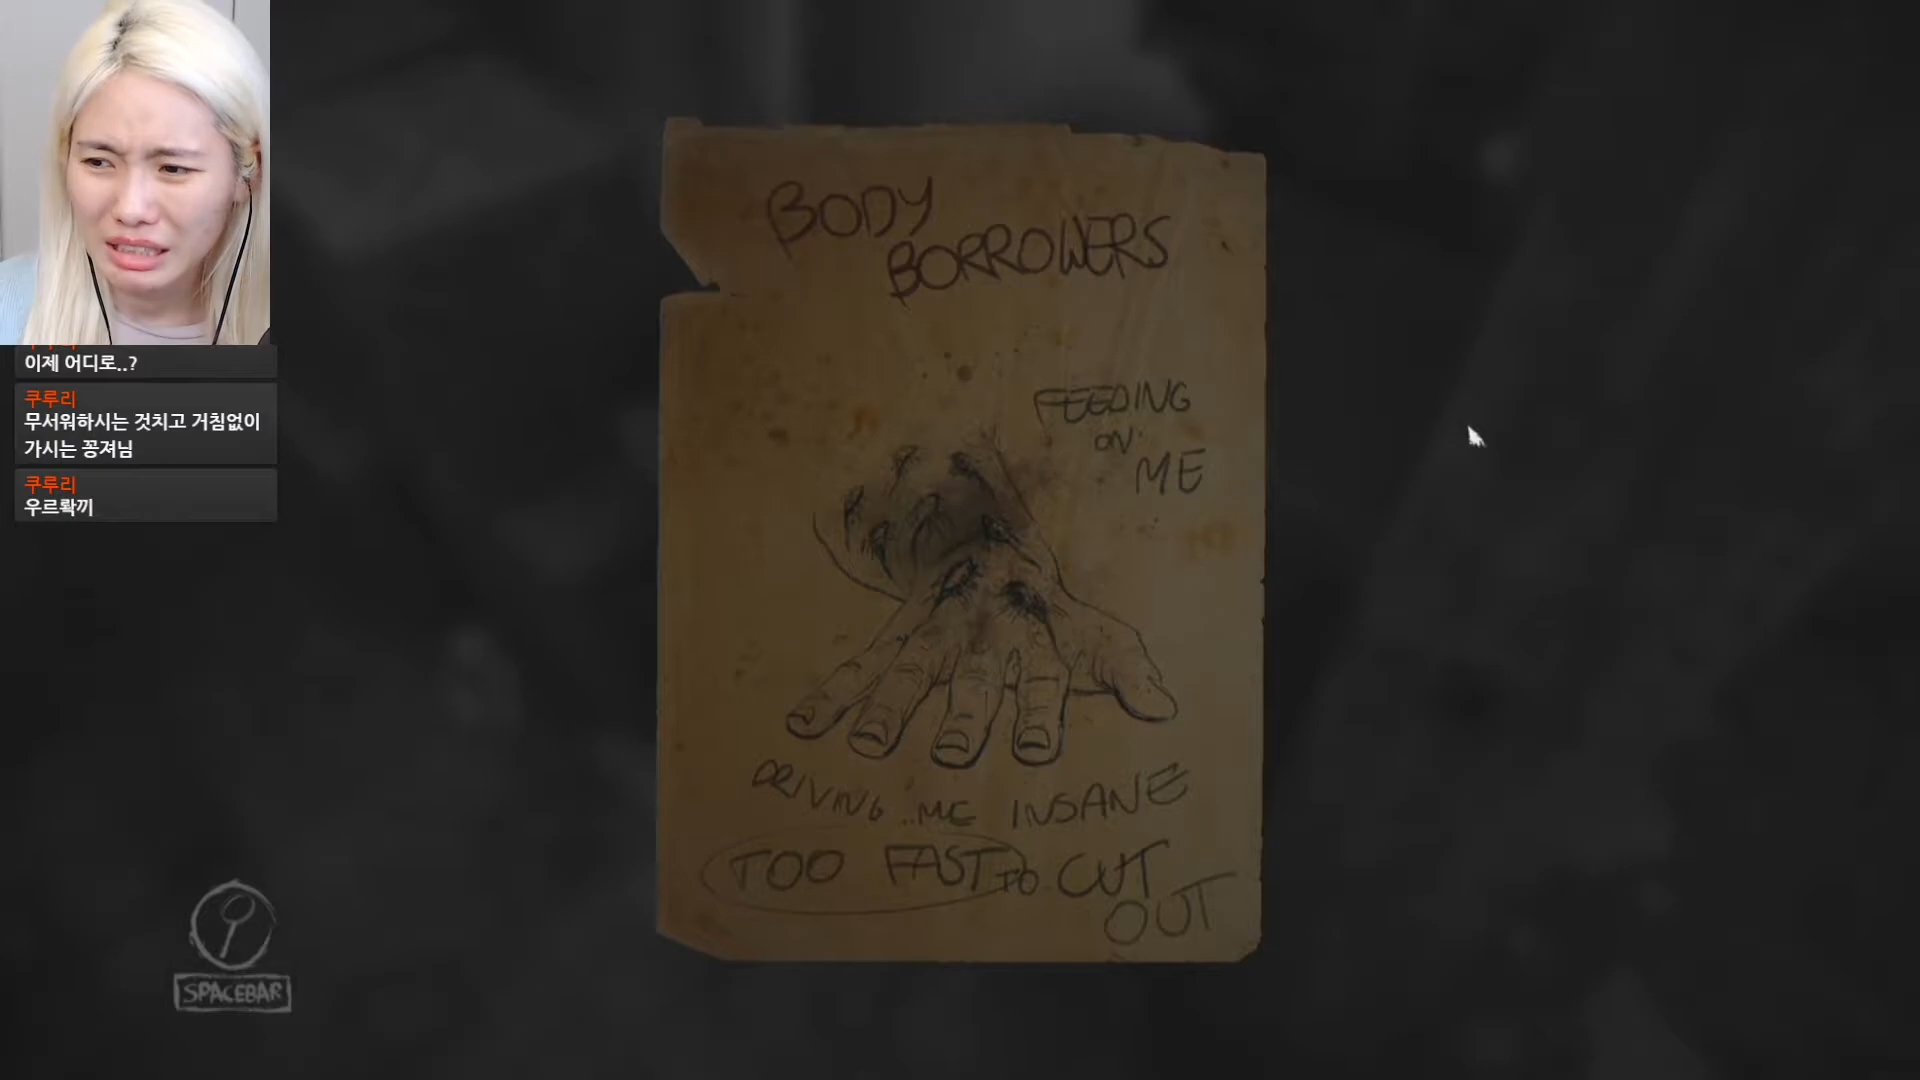 이제 어디로..?
쿠루리
무서워하시는 것치고 거침없이
가시는 꽁져님
쿠루리
우르롹끼
BODY
BORROWERS
FEEDING
ON
ME
DRIVING ..ME INSANE
TOO FAST TO CUT
OUT
SPACEBAR